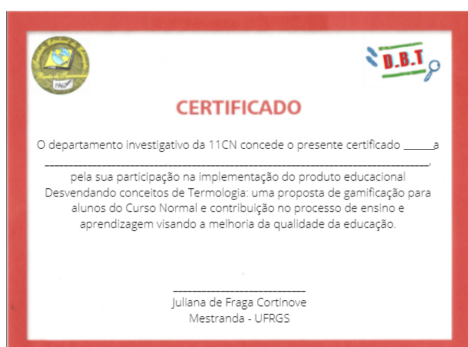 D.B.T
CERTIFICADO
O departamento investigativo da 11CN concede o presente certificado ______a
______________________________________________________,
pela sua participação na implementação do produto educacional
Desvendando conceitos de Termologia: uma proposta de gamificação para
alunos do Curso Normal e contribuição no processo de ensino e
aprendizagem visando a melhoria da qualidade da educação.
__________________________
Juliana de Fraga Cortinove
Mestranda - UFRGS